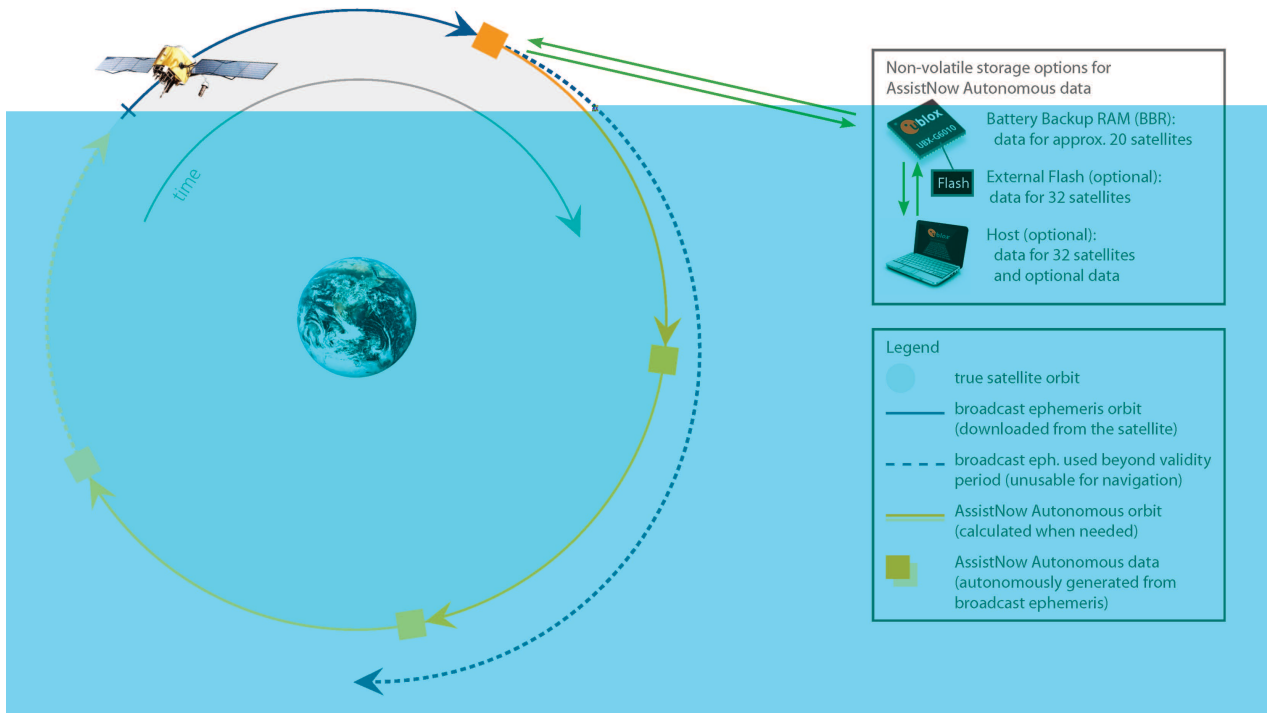 Non-volatile storage options for
AssistNow Autonomous data
blox
UBX-G6010
Battery Backup RAM (BBR):
data for approx. 20 satellites
Flash
External Flash (optional):
data for 32 satellites
blox
Host (optional):
data for 32 satellites
and optional data
time
Legend
true satellite orbit
broadcast ephemeris orbit
(downloaded from the satellite)
broadcast eph. used beyond validity
period (unusable for navigation)
AssistNow Autonomous orbit
(calculated when needed)
AssistNow Autonomous data
(autonomously generated from
broadcast ephemeris)